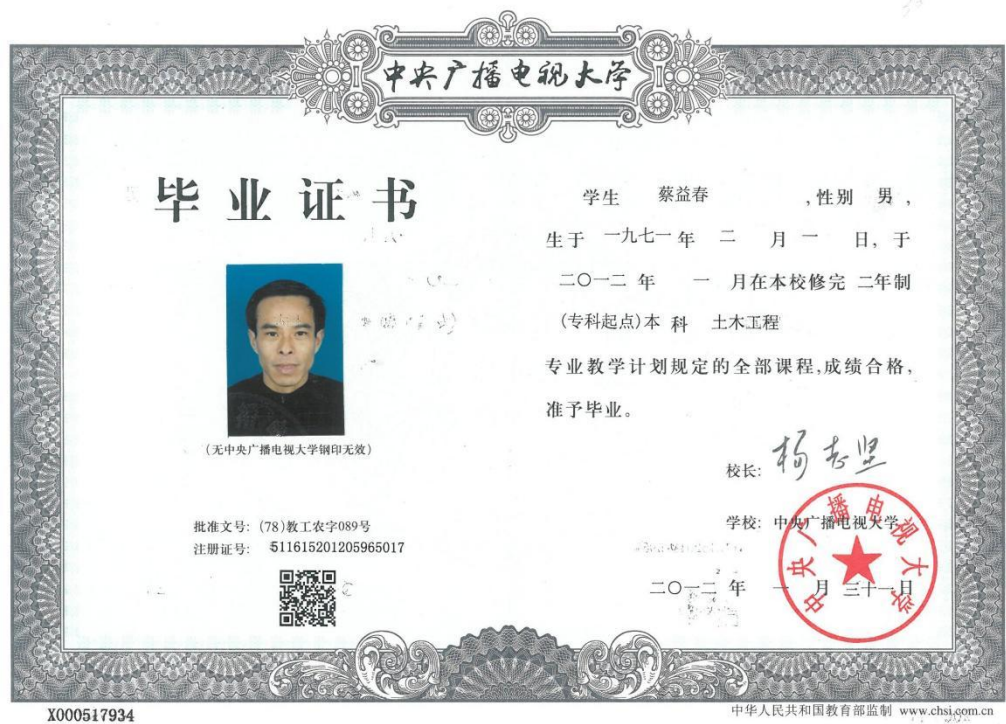 中央广播电视大学
毕业证书
(无中央广播电视大学钢印无效)
批准文号: (78)教工农字089号
注册证号: 511615201205965017
学生 蔡益春 ,性别 男 ,
生于 一九七一 年 二 月 一 日, 于
二〇一二 年 一 月在本校修完 二年制
(专科起点)本 科 土木工程
专业教学计划规定的全部课程,成绩合格,
准予毕业。
校长: 杨志坚
学校: 中央广播电视大学
中央广播电视大学
二〇一二 年 一 月 三十一日
X000517934
中华人民共和国教育部监制 www.chsi.com.cn